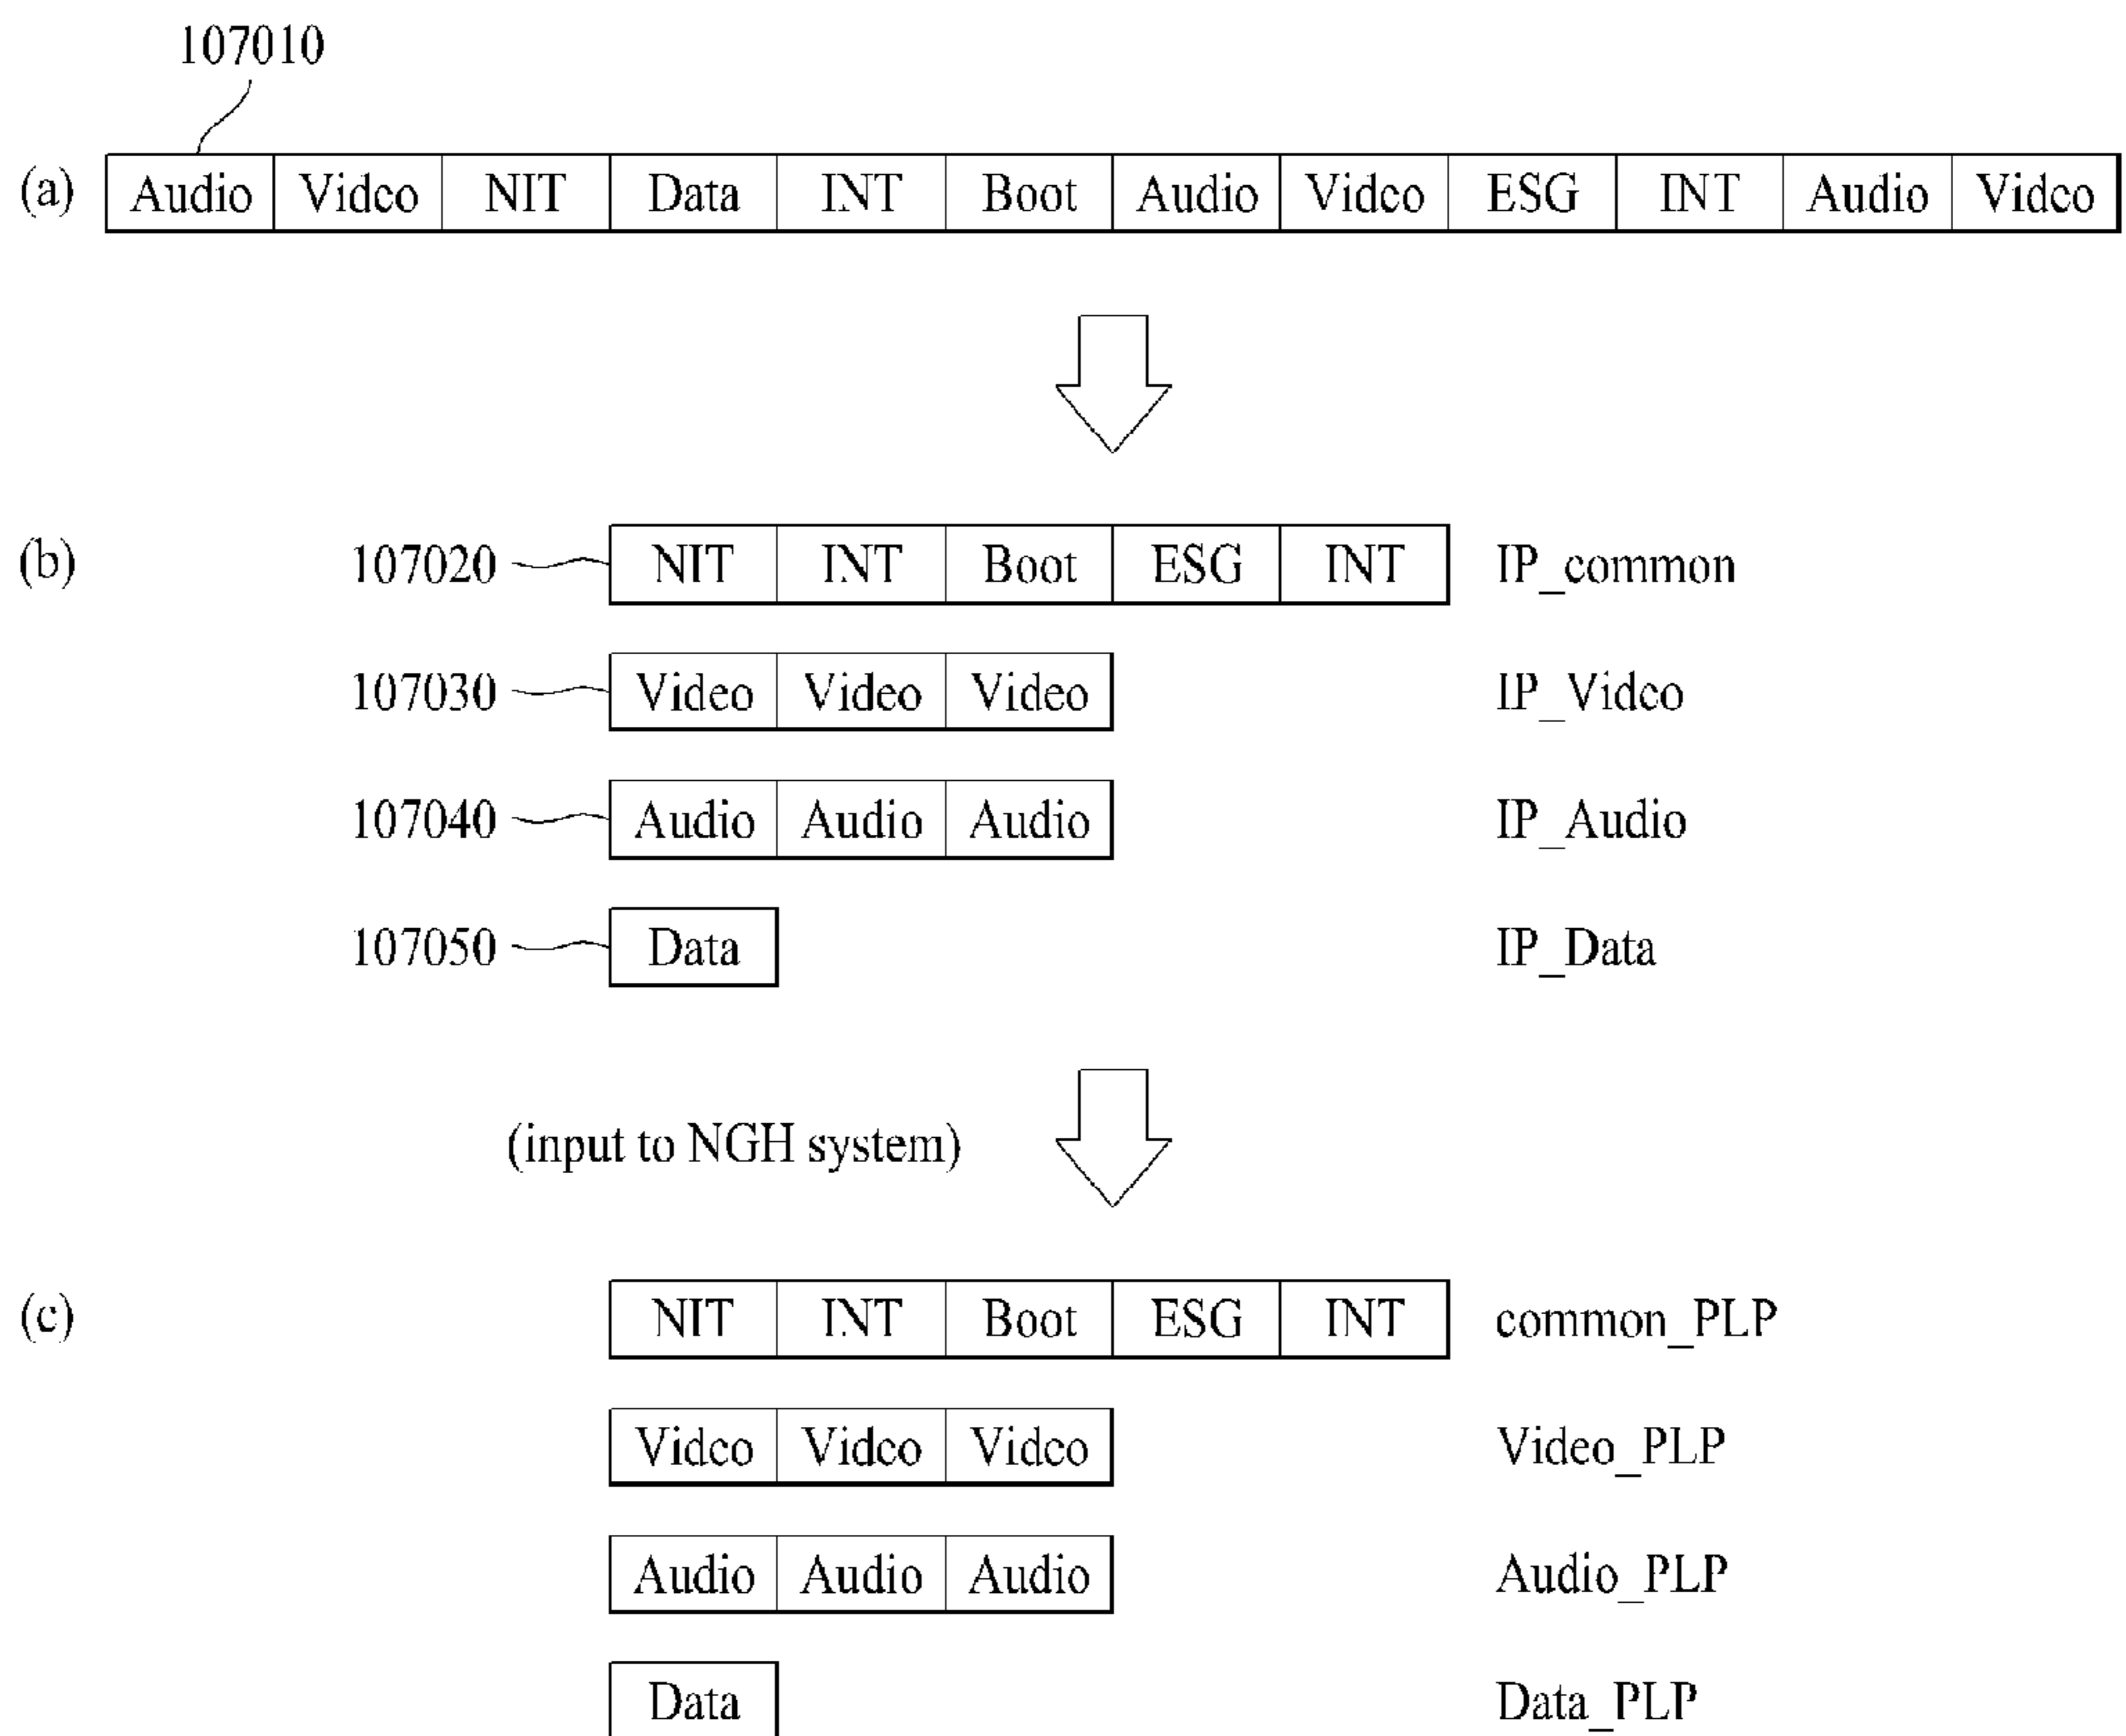 107010
(a) Audio Video NIT Data INT Boot Audio Video ESG INT Audio Video
(b) 107020 NIT INT Boot ESG INT IP_common
107030 Video Video Video IP_Video
107040 Audio Audio Audio IP_Audio
107050 Data IP_Data
(input to NGH system)
(c) NIT INT Boot ESG INT common_PLP
Video Video Video Video_PLP
Audio Audio Audio Audio_PLP
Data Data_PLP